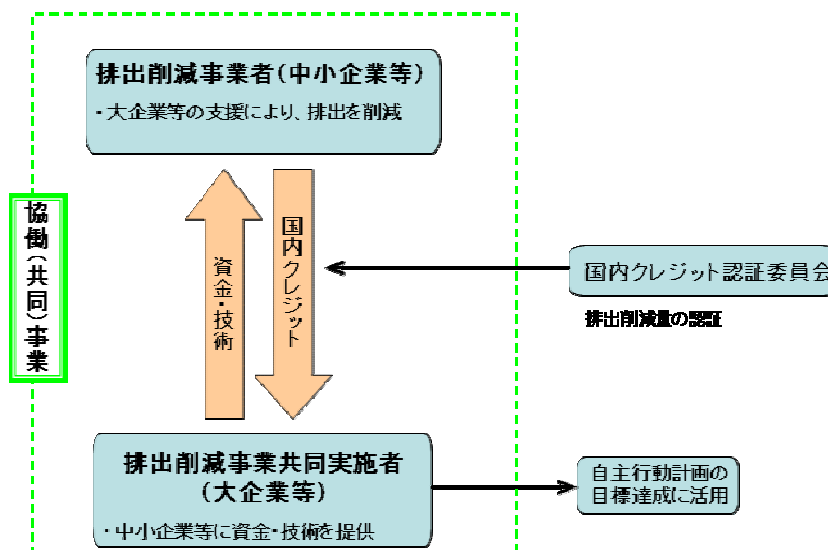 排出削減事業者（中小企業等）
・大企業等の支援により、排出を削減
協働（共同）事業
資金・技術
国内クレジット
国内クレジット認証委員会
排出削減量の認証
排出削減事業共同実施者
（大企業等）
・中小企業等に資金・技術を提供
自主行動計画の
目標達成に活用